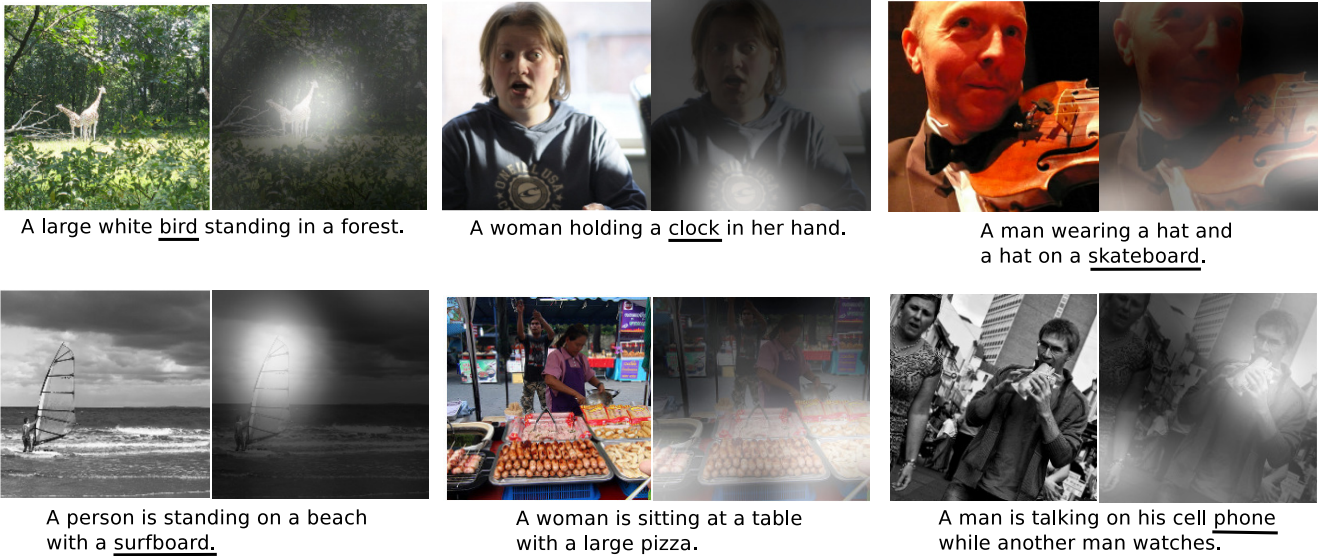 A large white bird standing in a forest.
A woman holding a clock in her hand.
A man wearing a hat and
a hat on a skateboard.
A person is standing on a beach
with a surfboard.
A woman is sitting at a table
with a large pizza.
A man is talking on his cell phone
while another man watches.